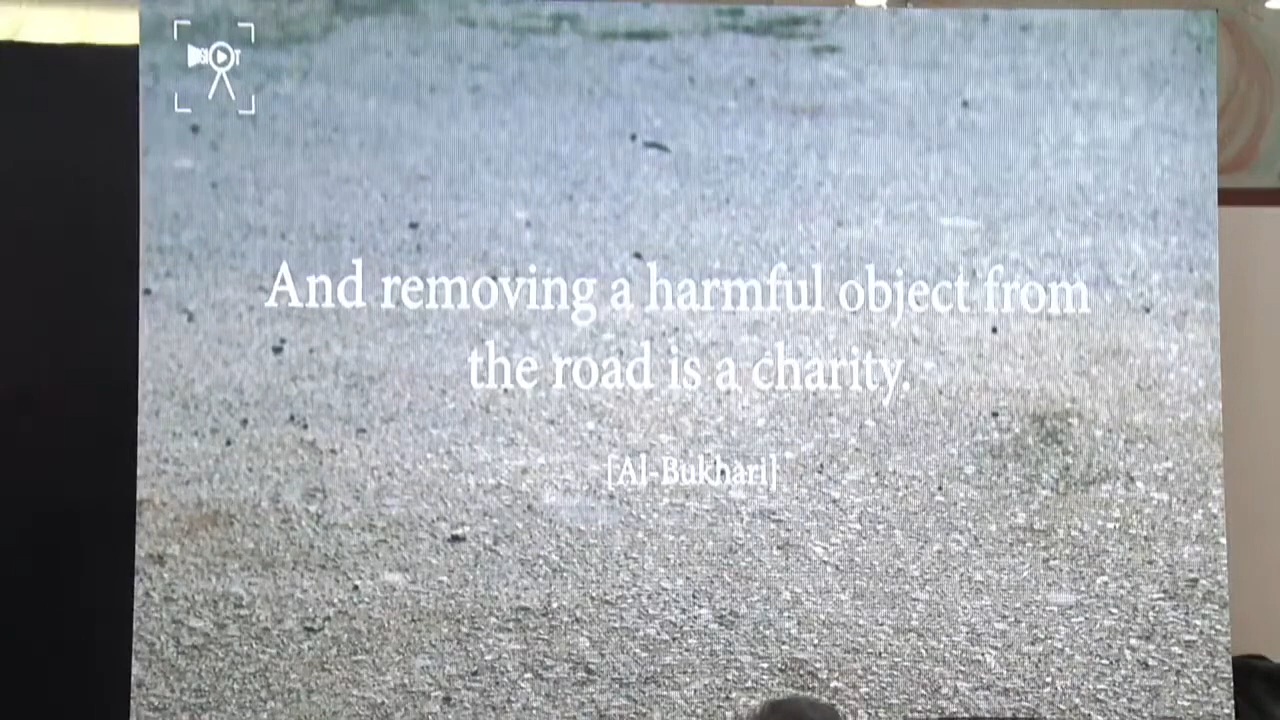 And removing a harmful object from
the road is a charity.
[Al-Bukhari]